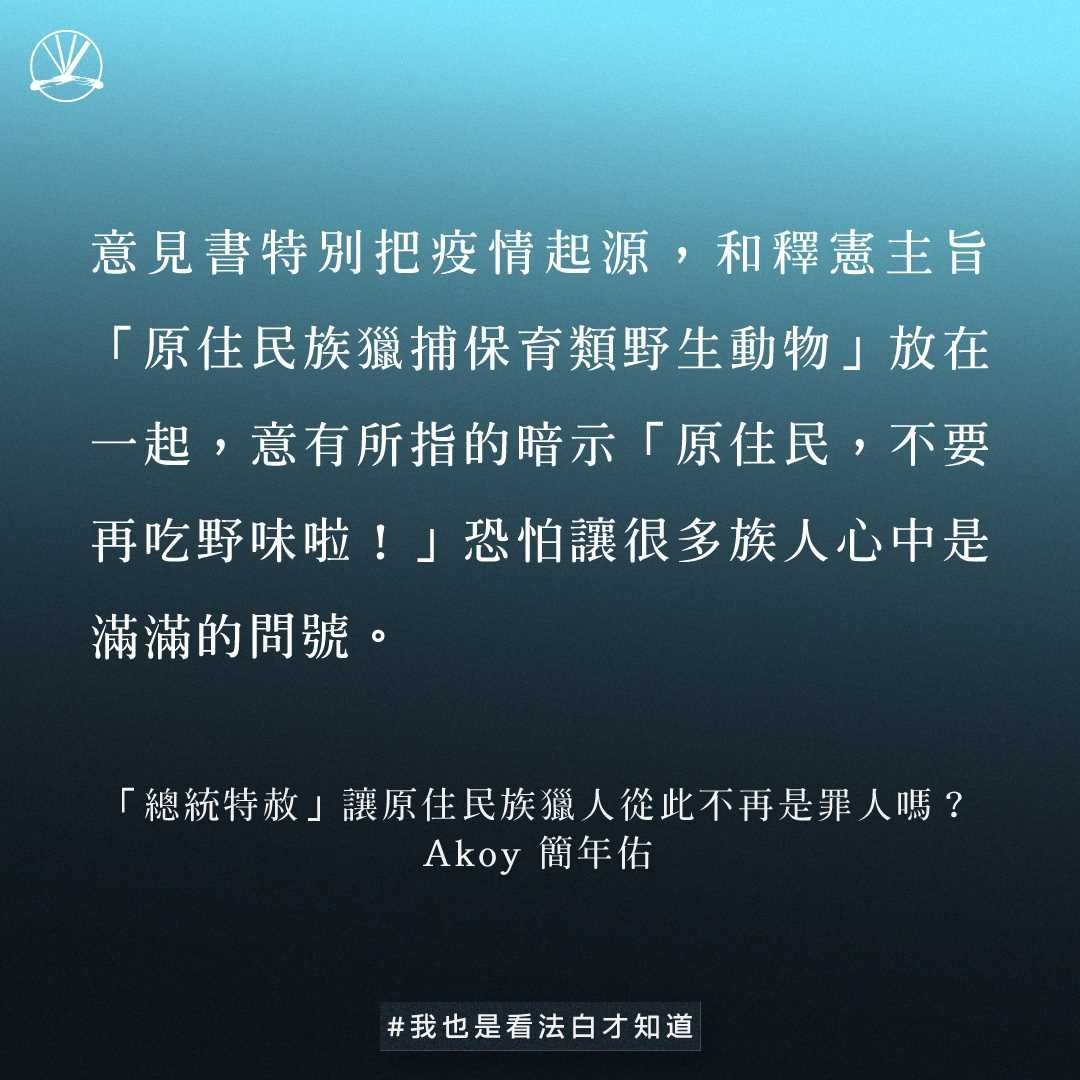 意見書特別把疫情起源，和釋憲主旨
「原住民族獵捕保育類野生動物」放在
一起，意有所指的暗示「原住民，不要
再吃野味啦！」恐怕讓很多族人心中是
滿滿的問號。
「總統特赦」讓原住民族獵人從此不再是罪人嗎？
Akoy 簡年佑
#我也是看法白才知道